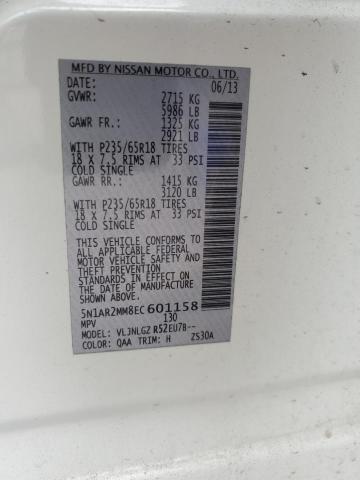 MFD BY NISSAN MOTOR CO., LTD.
DATE: 06/13
GVWR: 2715 KG
5986 LB
GAWR FR.: 1325 KG
2921 LB
WITH P235/65R18 TIRES
18 X 7.5 RIMS AT 33 PSI
COLD SINGLE
GAWR RR.: 1415 KG
3120 LB
WITH P235/65R18 TIRES
18 X 7.5 RIMS AT 33 PSI
COLD SINGLE
THIS VEHICLE CONFORMS TO
ALL APPLICABLE FEDERAL
MOTOR VEHICLE SAFETY,
BUMPER, AND THEFT PREVENTION
STANDARDS IN EFFECT ON
THE DATE OF MANUFACTURE
SHOWN ABOVE.
5N1AR2MM8EC601158
MPV 130
MODEL: VLJNLGZ R52EU7B--
COLOR: QAA TRIM: H ZS30A